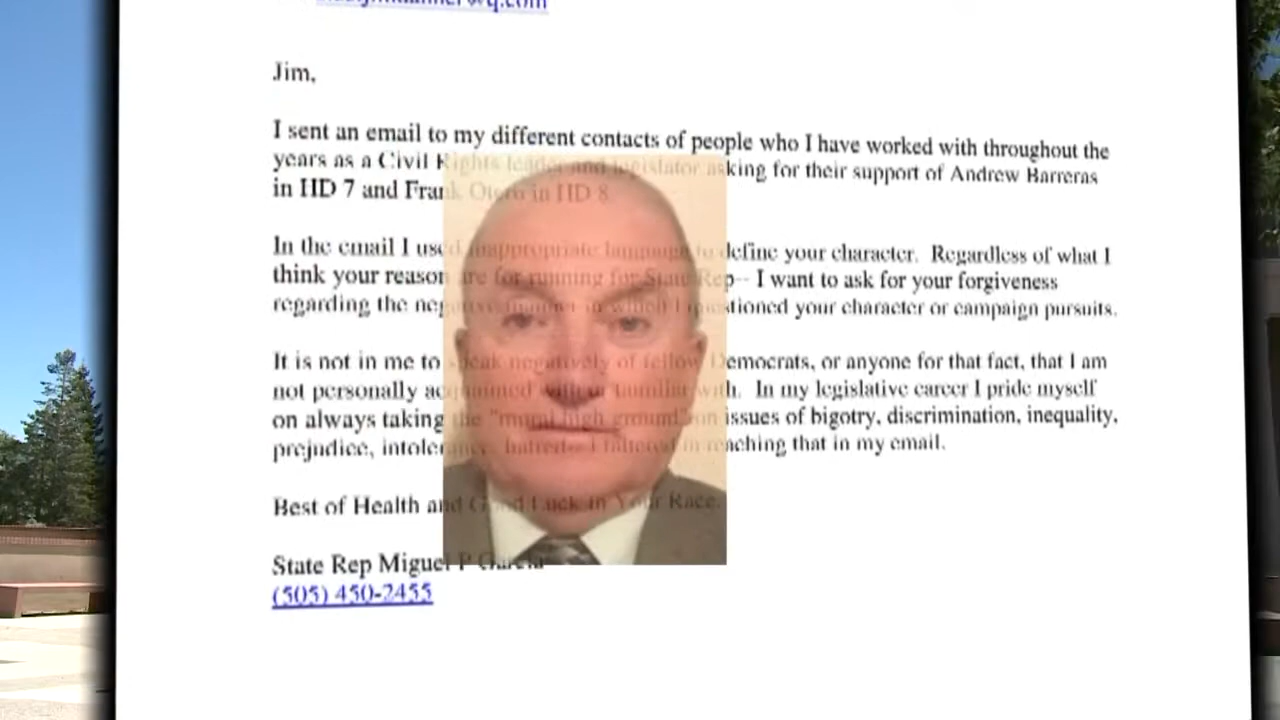 Jim,
I sent an email to my different contacts of people who I have worked with throughout the
years as a Civil Rights leader and legislator asking for their support of Andrew Barreras
in HD 7 and Frank Otero in HD 8.
In the email I used inappropriate language to define your character. Regardless of what I
think your reason are for running for State Rep-- I want to ask for your forgiveness
regarding the negative manner in which I questioned your character or campaign pursuits.
It is not in me to speak negatively of fellow Democrats, or anyone for that fact, that I am
not personally acquainted with or familiar with. In my legislative career I pride myself
on always taking the "moral high ground" on issues of bigotry, discrimination, inequality,
prejudice, intolerance, hatred--I faltered in reaching that in my email.
Best of Health and Good Luck in Your Race.
State Rep Miguel P Garcia
(505) 450-2455